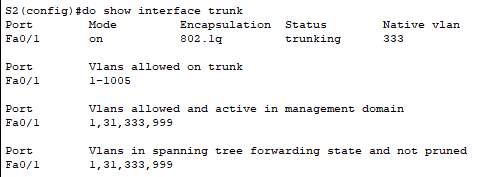 S2(config)#do show interface trunk
Port        Mode         Encapsulation  Status        Native vlan
Fa0/1       on           802.1q         trunking      333
Port        Vlans allowed on trunk
Fa0/1       1-1005
Port        Vlans allowed and active in management domain
Fa0/1       1,31,333,999
Port        Vlans in spanning tree forwarding state and not pruned
Fa0/1       1,31,333,999